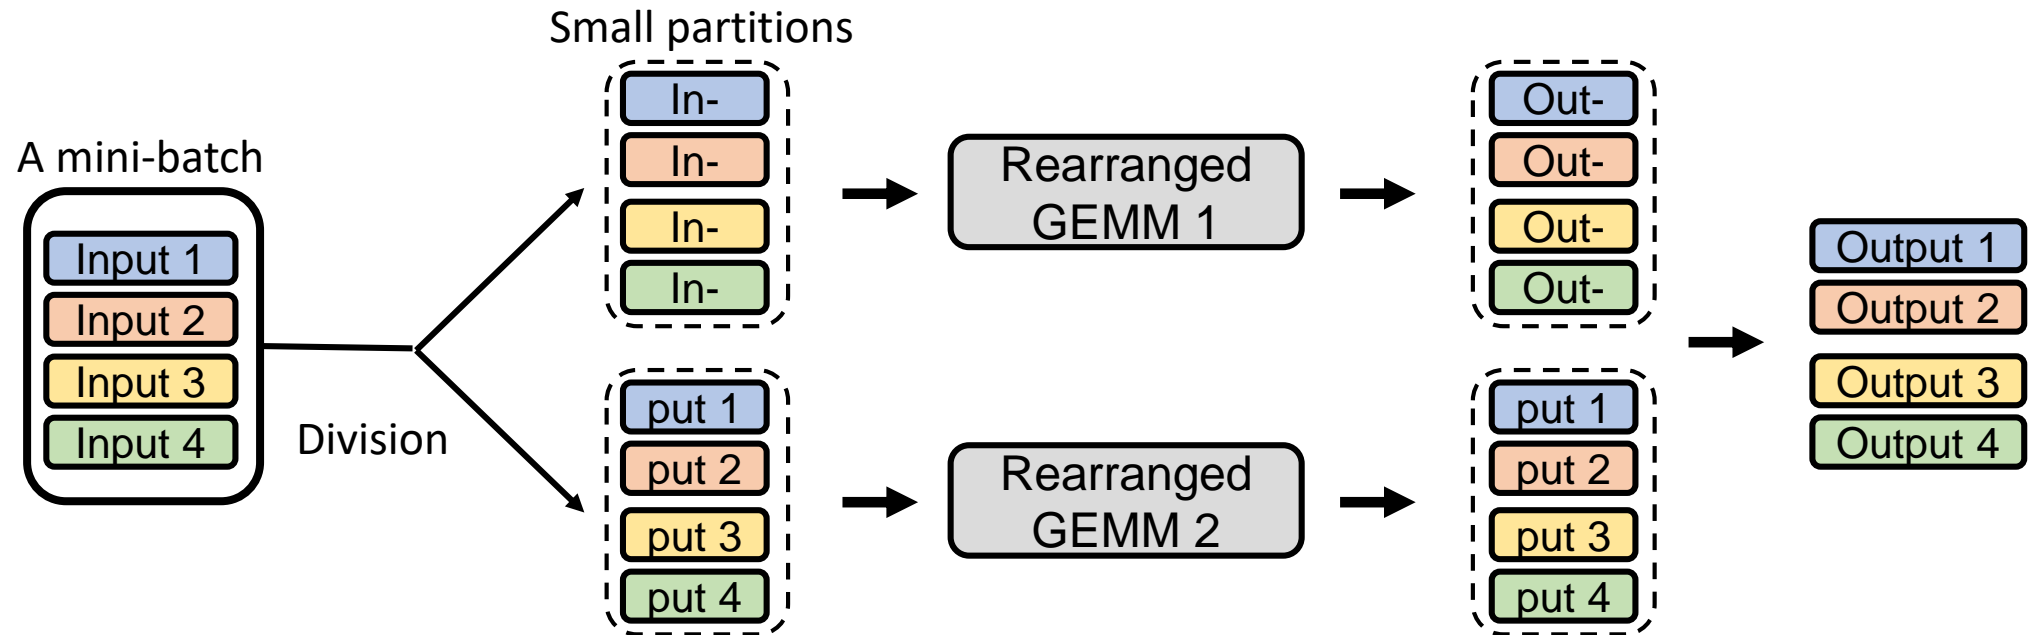 A mini-batch
Input 1
Input 2
Input 3
Input 4
Division
Small partitions
In-
In-
In-
In-
put 1
put 2
put 3
put 4
Rearranged
GEMM 1
Rearranged
GEMM 2
Out-
Out-
Out-
Out-
put 1
put 2
put 3
put 4
Output 1
Output 2
Output 3
Output 4